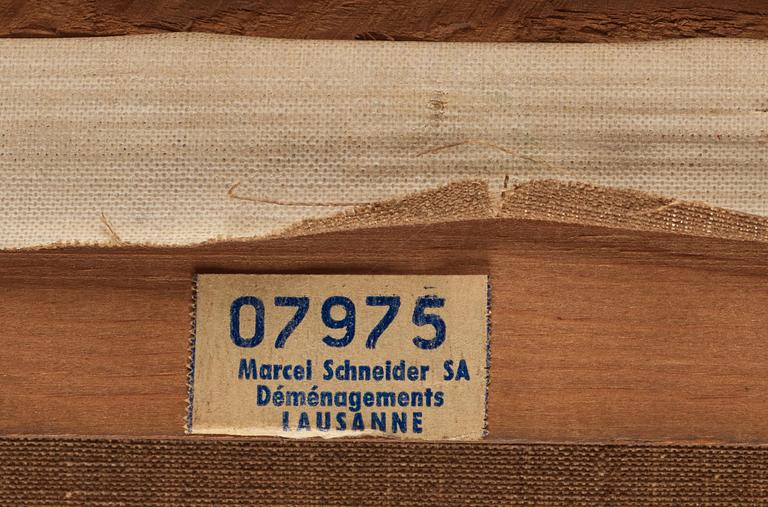 07975
Marcel Schneider SA
Déménagements
LAUSANNE